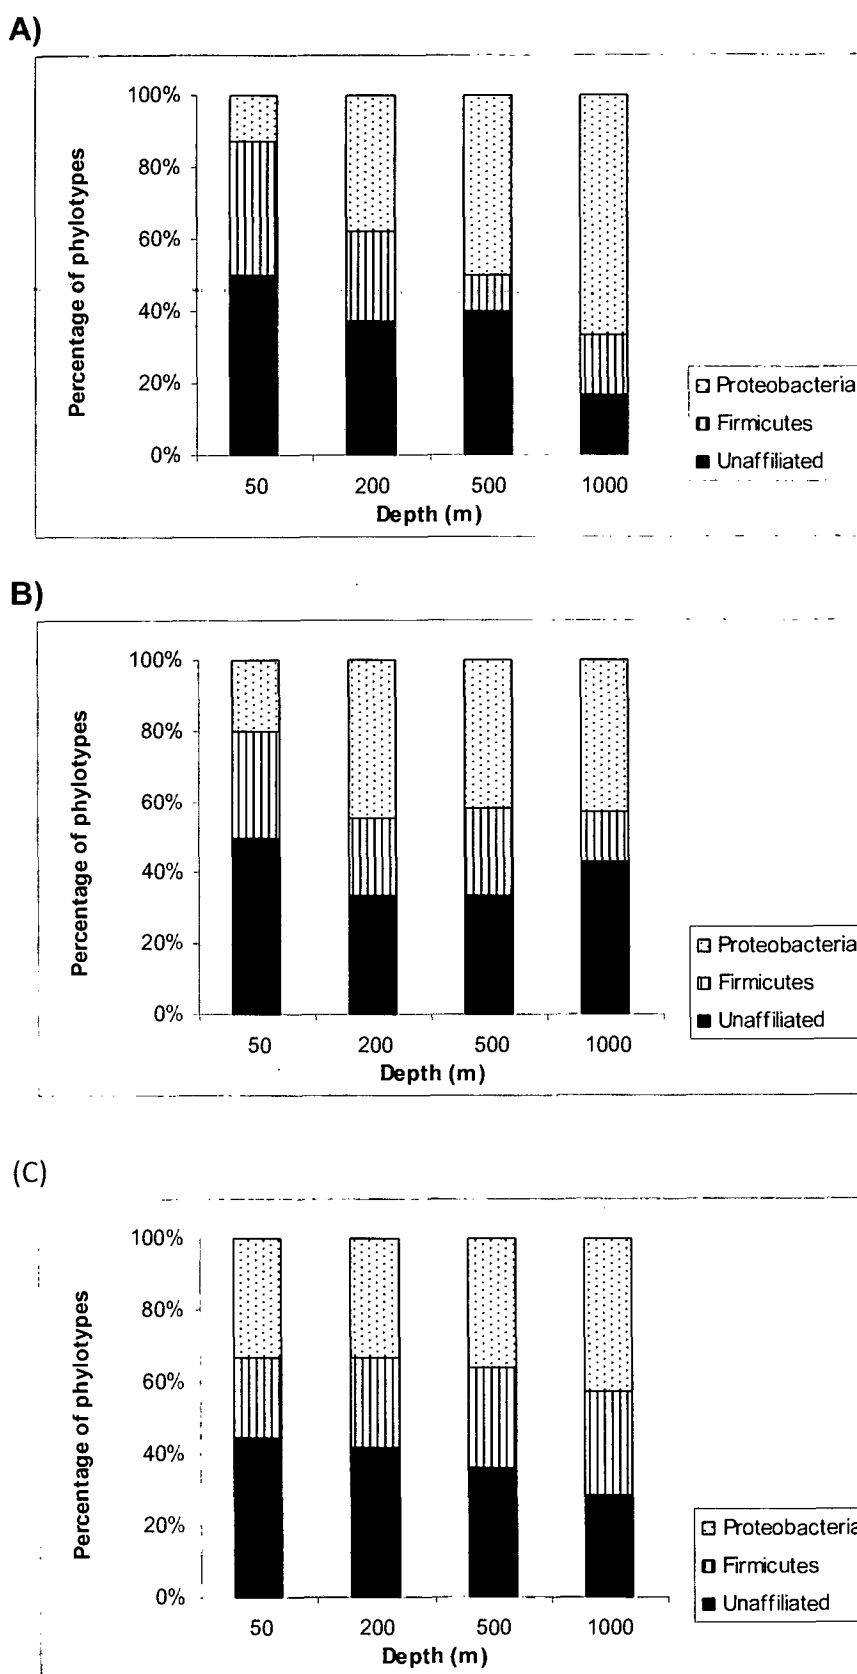 A)
Percentage of phylotypes
100%
80%
60%
40%
20%
0%
50 200 500 1000
Depth (m)
Proteobacteria
Firmicutes
Unaffiliated
B)
Percentage of phylotypes
100%
80%
60%
40%
20%
0%
50 200 500 1000
Depth (m)
Proteobacteria
Firmicutes
Unaffiliated
(C)
Percentage of phylotypes
100%
80%
60%
40%
20%
0%
50 200 500 1000
Depth (m)
Proteobacteria
Firmicutes
Unaffiliated